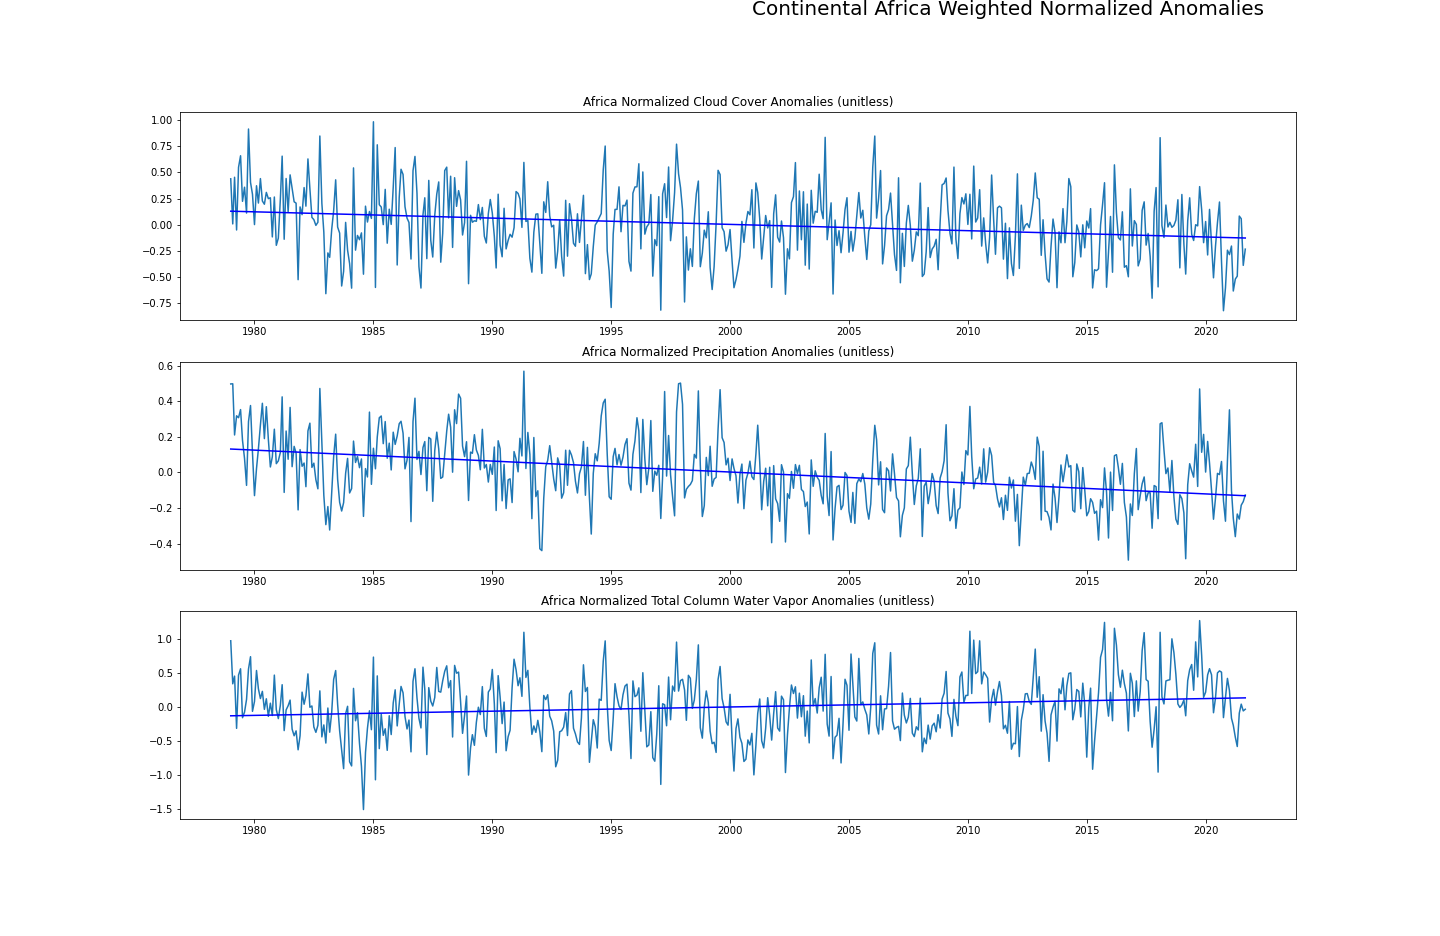 Continental Africa Weighted Normalized Anomalies
Africa Normalized Cloud Cover Anomalies (unitless)
1.00
0.75
0.50
0.25
0.00
−0.25
−0.50
−0.75
1980 1985 1990 1995 2000 2005 2010 2015 2020
Africa Normalized Precipitation Anomalies (unitless)
0.6
0.4
0.2
0.0
−0.2
−0.4
1980 1985 1990 1995 2000 2005 2010 2015 2020
Africa Normalized Total Column Water Vapor Anomalies (unitless)
1.0
0.5
0.0
−0.5
−1.0
−1.5
1980 1985 1990 1995 2000 2005 2010 2015 2020